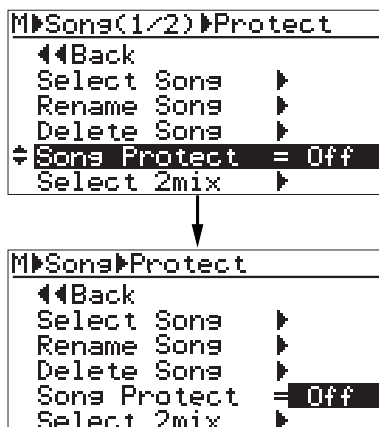 M▶Song(1/2)▶Protect
◀◀Back
Select Song ▶
Rename Song ▶
Delete Song ▶
Song Protect = Off
Select 2mix ▶
M▶Song▶Protect
◀◀Back
Select Song ▶
Rename Song ▶
Delete Song ▶
Song Protect = Off
Select 2mix ▶